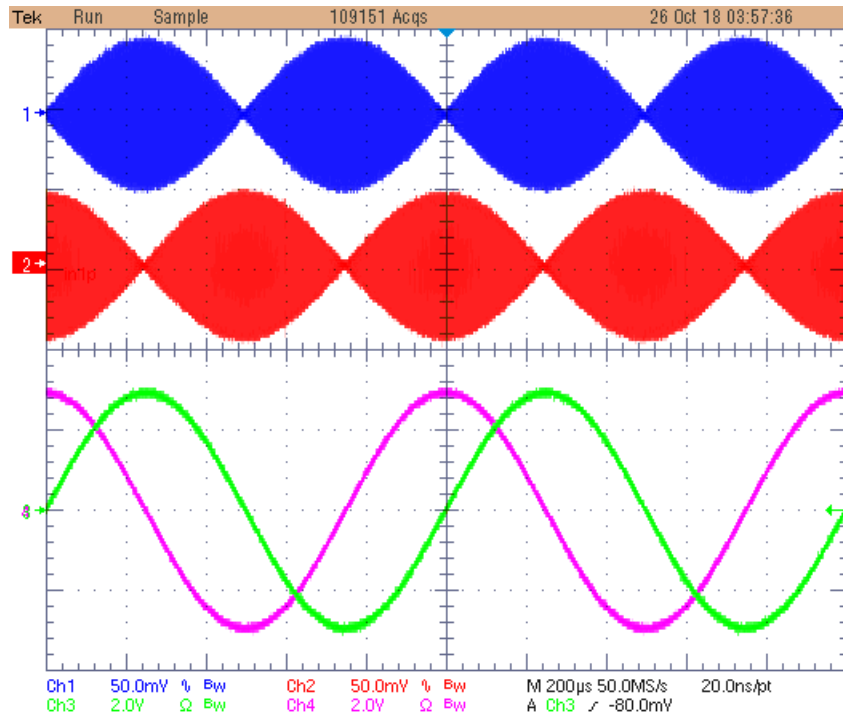 Tek Run Sample 109151 Acqs 26 Oct 18 03:57:36
1
2
in1p
Ch1 50.0mV ∿ Bw Ch2 50.0mV ∿ Bw M 200µs 50.0MS/s 20.0ns/pt
Ch3 2.0V Ω Bw Ch4 2.0V Ω Bw A Ch3 ⁄ -80.0mV